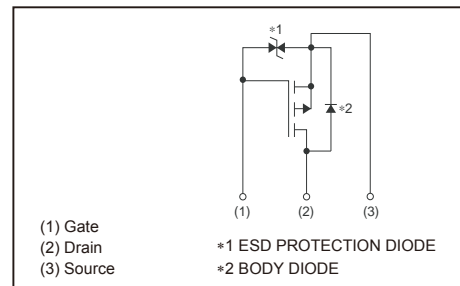 *1
*2
(1) (2) (3)
(1) Gate
(2) Drain
(3) Source
*1 ESD PROTECTION DIODE
*2 BODY DIODE